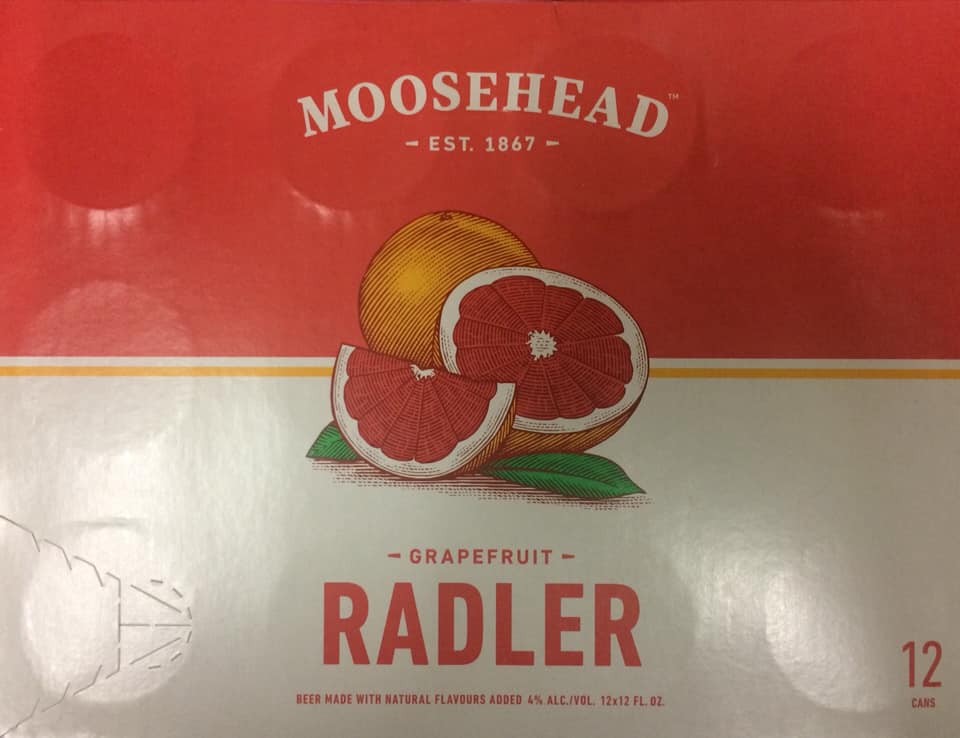 MOOSEHEAD™
- EST. 1867 -
- GRAPEFRUIT -
RADLER
BEER MADE WITH NATURAL FLAVOURS ADDED 4% ALC./VOL. 12x12 FL. OZ.
12
CANS